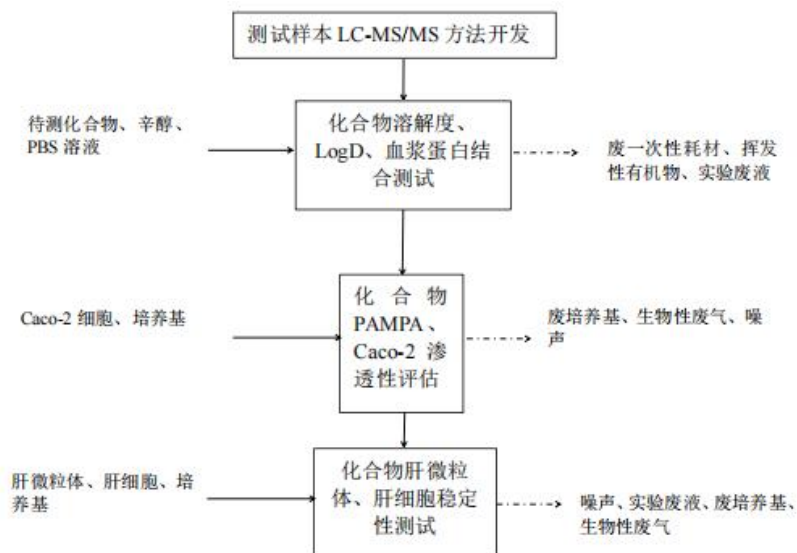 测试样本 LC-MS/MS 方法开发
待测化合物、辛醇、
PBS 溶液
化合物溶解度、
LogD、血浆蛋白结
合测试
废一次性耗材、挥发
性有机物、实验废液
Caco-2 细胞、培养基
化合物
PAMPA、
Caco-2 渗
透性评估
废培养基、生物性废气、噪
声
肝微粒体、肝细胞、培
养基
化合物肝微粒
体、肝细胞稳定
性测试
噪声、实验废液、废培养基、
生物性废气